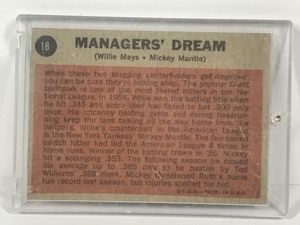 18
MANAGERS' DREAM
(Willie Mays • Mickey Mantle)
When these two slugging centerfielders get together
you can be sure they're talking shop. The popular Giant
ballhawk is one of the most feared hitters in the Na-
tional League. In 1954, Willie won the batting title when
he hit .345 and since then has failed to bat .300 only
once. His uncanny fielding and daring baserun-
ning keep the fans talking all the way home from the
ballpark. Willie's counterpart in the American League
is the New York Yankees' Mickey Mantle. The
switch hitter had led the American League 4 times in
home runs. Winner of the batting crown in '56, Mickey hit
a scorching .353. The following season he moved
his average up to .365 only to be beaten by Ted
Williams' .388 mark. Mickey threatened Ruth's home
run record last season, but injuries spoiled his bid.